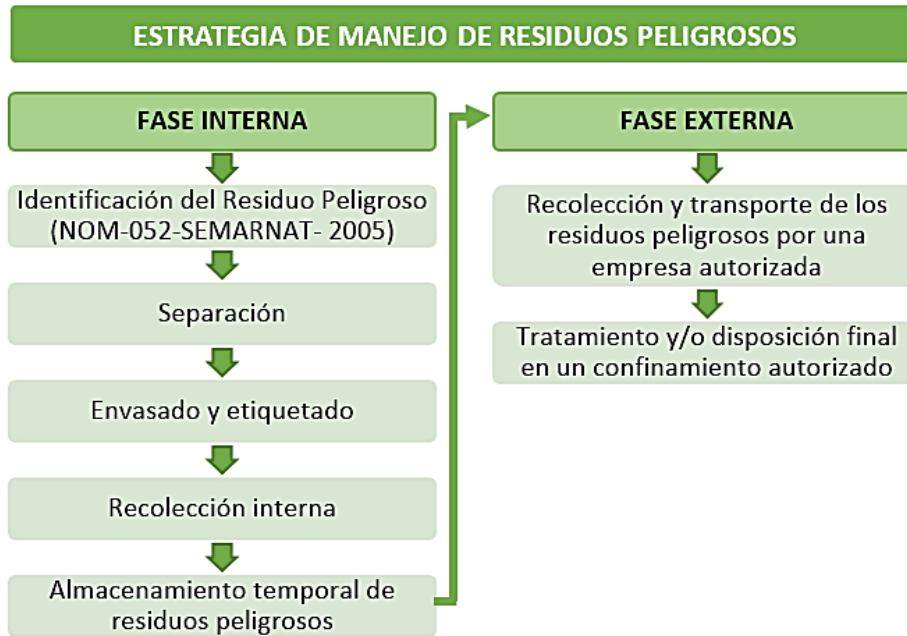 ESTRATEGIA DE MANEJO DE RESIDUOS PELIGROSOS
FASE INTERNA
Identificación del Residuo Peligroso
(NOM-052-SEMARNAT- 2005)
Separación
Envasado y etiquetado
Recolección interna
Almacenamiento temporal de
residuos peligrosos
FASE EXTERNA
Recolección y transporte de los
residuos peligrosos por una
empresa autorizada
Tratamiento y/o disposición final
en un confinamiento autorizado